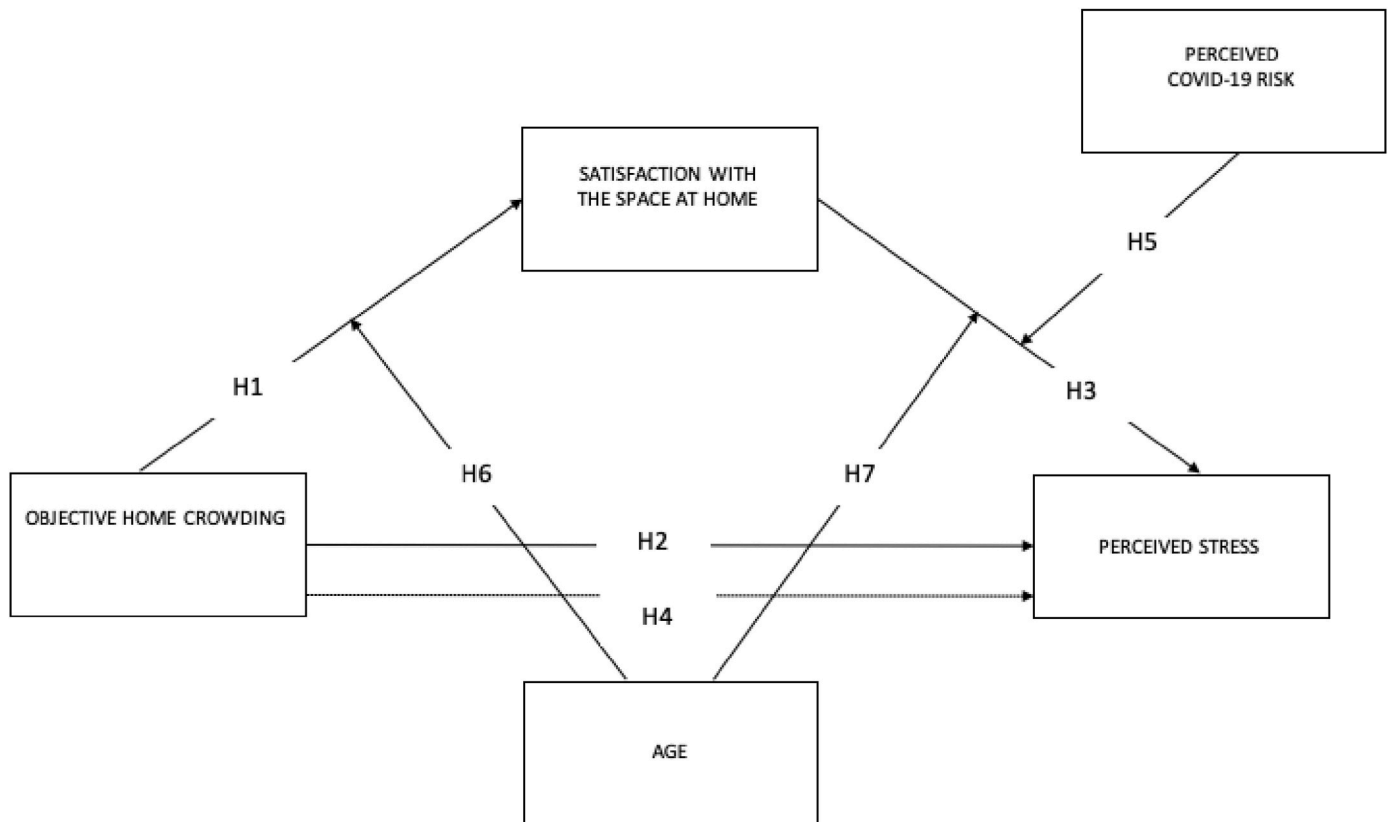 PERCEIVED
COVID-19 RISK
SATISFACTION WITH
THE SPACE AT HOME
H5
H1
H3
H6
H7
OBJECTIVE HOME CROWDING
H2
PERCEIVED STRESS
H4
AGE